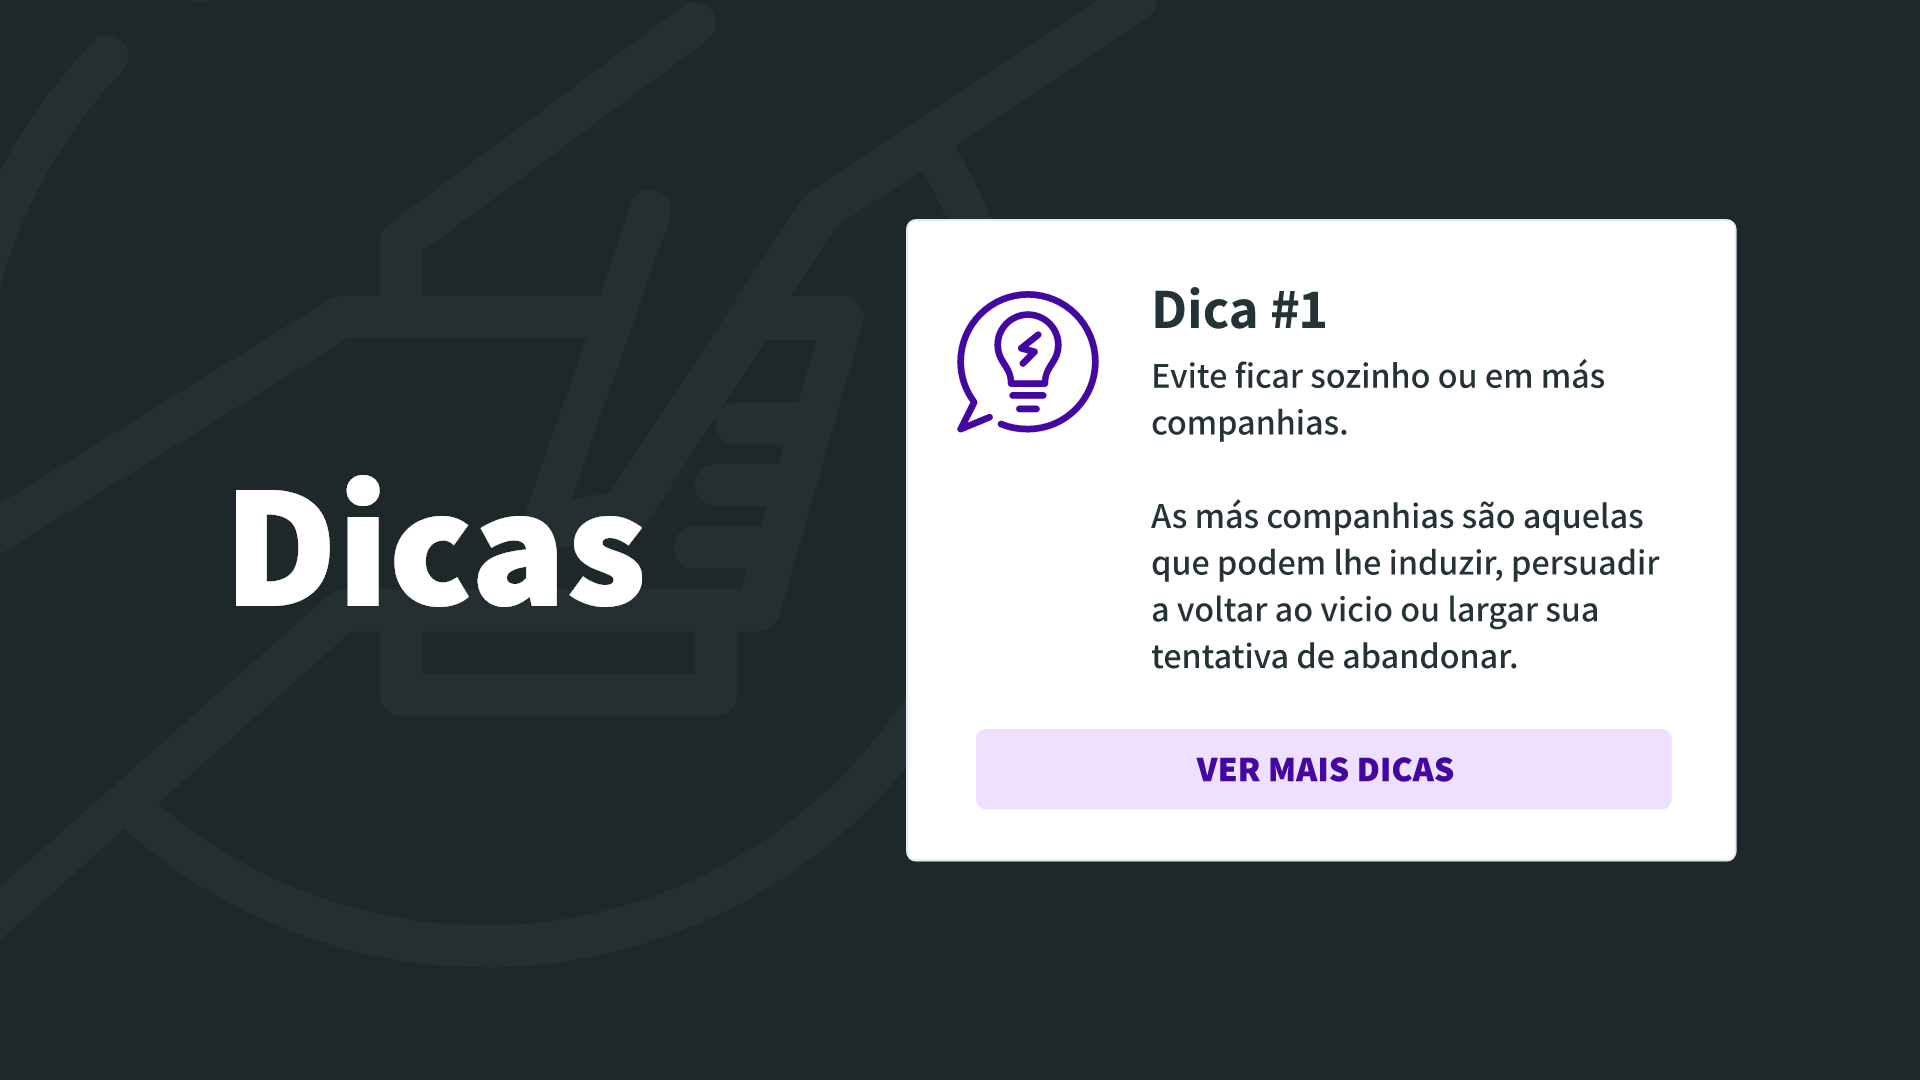 Dicas
Dica #1
Evite ficar sozinho ou em más
companhias.
As más companhias são aquelas
que podem lhe induzir, persuadir
a voltar ao vicio ou largar sua
tentativa de abandonar.
VER MAIS DICAS